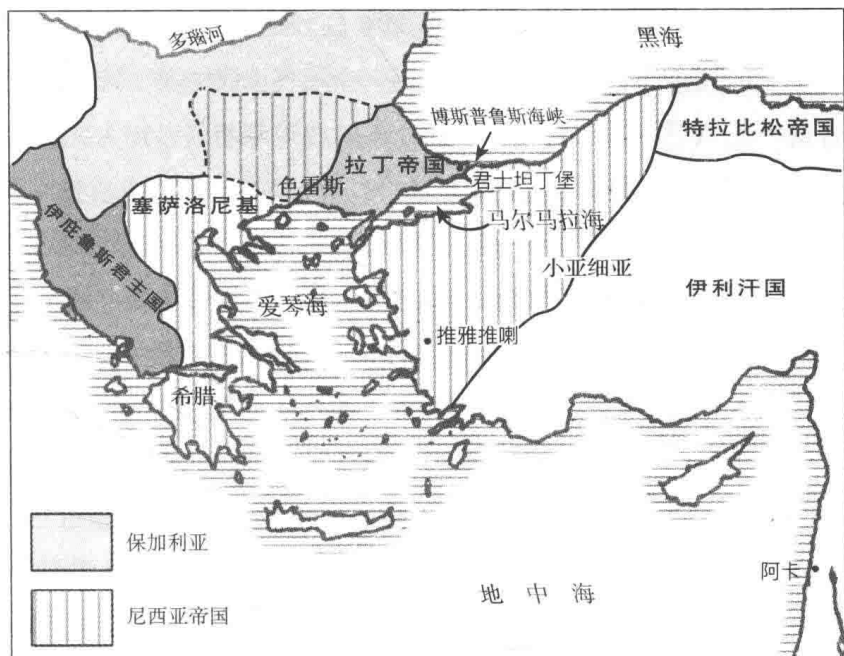 多瑙河
黑海
博斯普鲁斯海峡
特拉比松帝国
拉丁帝国
君士坦丁堡
色雷斯
塞萨洛尼基
马尔马拉海
伊庇鲁斯君主国
小亚细亚
伊利汗国
爱琴海
推雅推喇
希腊
保加利亚
阿卡
地中海
尼西亚帝国